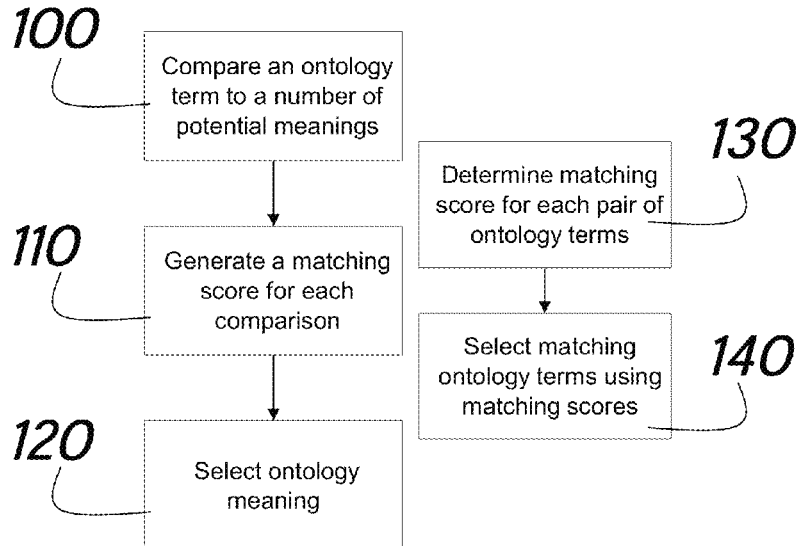 100
Compare an ontology
term to a number of
potential meanings
110
Generate a matching
score for each
comparison
120
Select ontology
meaning
130
Determine matching
score for each pair of
ontology terms
140
Select matching
ontology terms using
matching scores